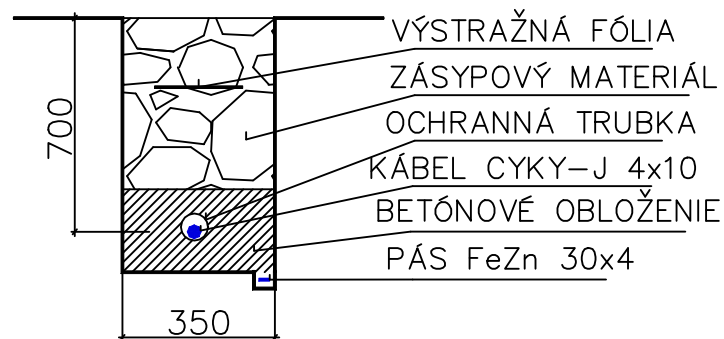 VÝSTRAŽNÁ FÓLIA
ZÁSYPOVÝ MATERIÁL
OCHRANNÁ TRUBKA
KÁBEL CYKY-J 4x10
BETÓNOVÉ OBLOŽENIE
PÁS FeZn 30x4
700
350